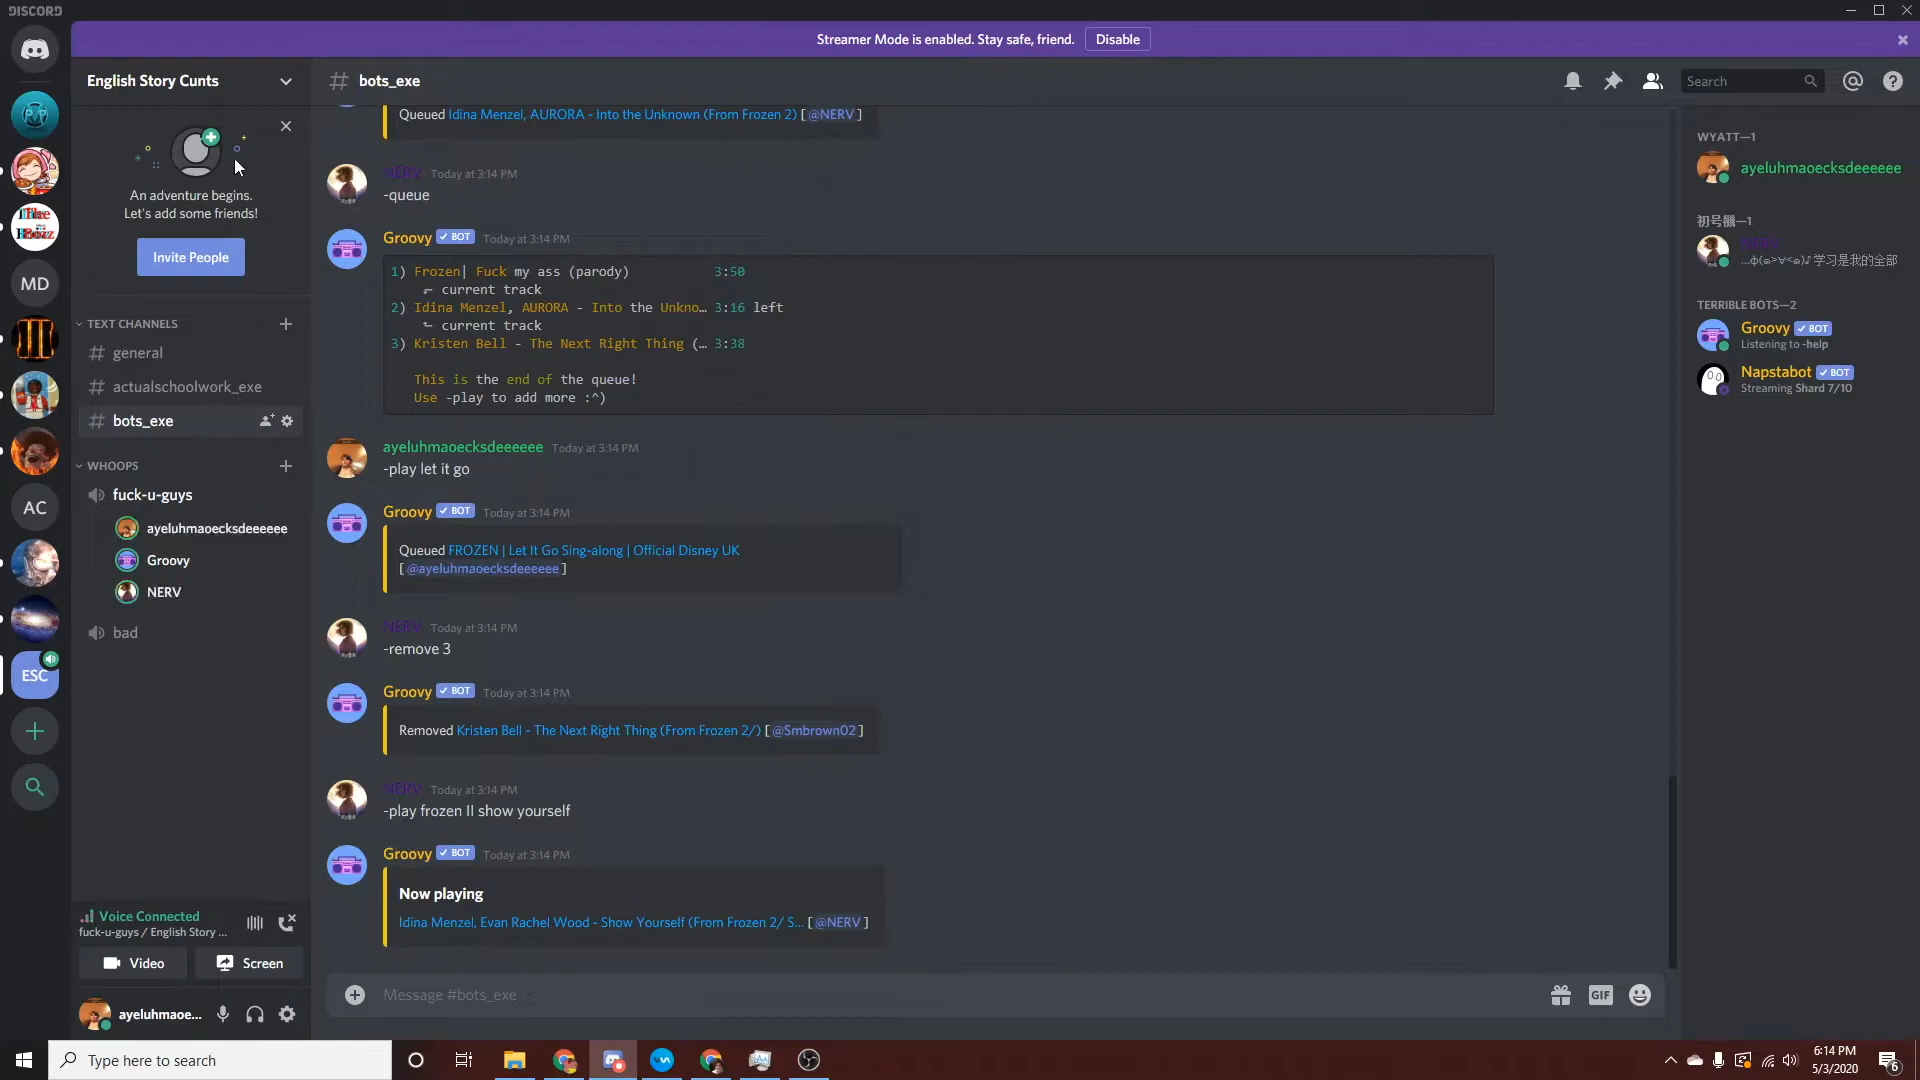 DISCORD
Streamer Mode is enabled. Stay safe, friend. Disable
English Story Cunts
# bots_exe
Search
An adventure begins.
Let's add some friends!
Invite People
TEXT CHANNELS
# general
# actualschoolwork_exe
# bots_exe
WHOOPS
fuck-u-guys
ayeluhmaoecksdeeeeee
Groovy
NERV
bad
MD
AC
ESC
Queued Idina Menzel, AURORA - Into the Unknown (From Frozen 2) [@NERV]
NERV Today at 3:14 PM
-queue
Groovy BOT Today at 3:14 PM
1) Frozen| Fuck my ass (parody) 3:50
⌐ current track
2) Idina Menzel, AURORA - Into the Unkno… 3:16 left
⌙ current track
3) Kristen Bell - The Next Right Thing (… 3:38
This is the end of the queue!
Use -play to add more :^)
ayeluhmaoecksdeeeeee Today at 3:14 PM
-play let it go
Groovy BOT Today at 3:14 PM
Queued FROZEN | Let It Go Sing-along | Official Disney UK
[@ayeluhmaoecksdeeeeee]
NERV Today at 3:14 PM
-remove 3
Groovy BOT Today at 3:14 PM
Removed Kristen Bell - The Next Right Thing (From Frozen 2/) [@Smbrown02]
NERV Today at 3:14 PM
-play frozen II show yourself
Groovy BOT Today at 3:14 PM
Now playing
Idina Menzel, Evan Rachel Wood - Show Yourself (From Frozen 2/ S... [@NERV]
Message #bots_exe
GIF
WYATT—1
ayeluhmaoecksdeeeeee
初号機—1
NERV
...φ(๑>∀<๑)♪学习是我的全部
TERRIBLE BOTS—2
Groovy BOT
Listening to -help
Napstabot BOT
Streaming Shard 7/10
Voice Connected
fuck-u-guys / English Story ...
Video
Screen
ayeluhmaoe...
Type here to search
6:14 PM
5/3/2020
6